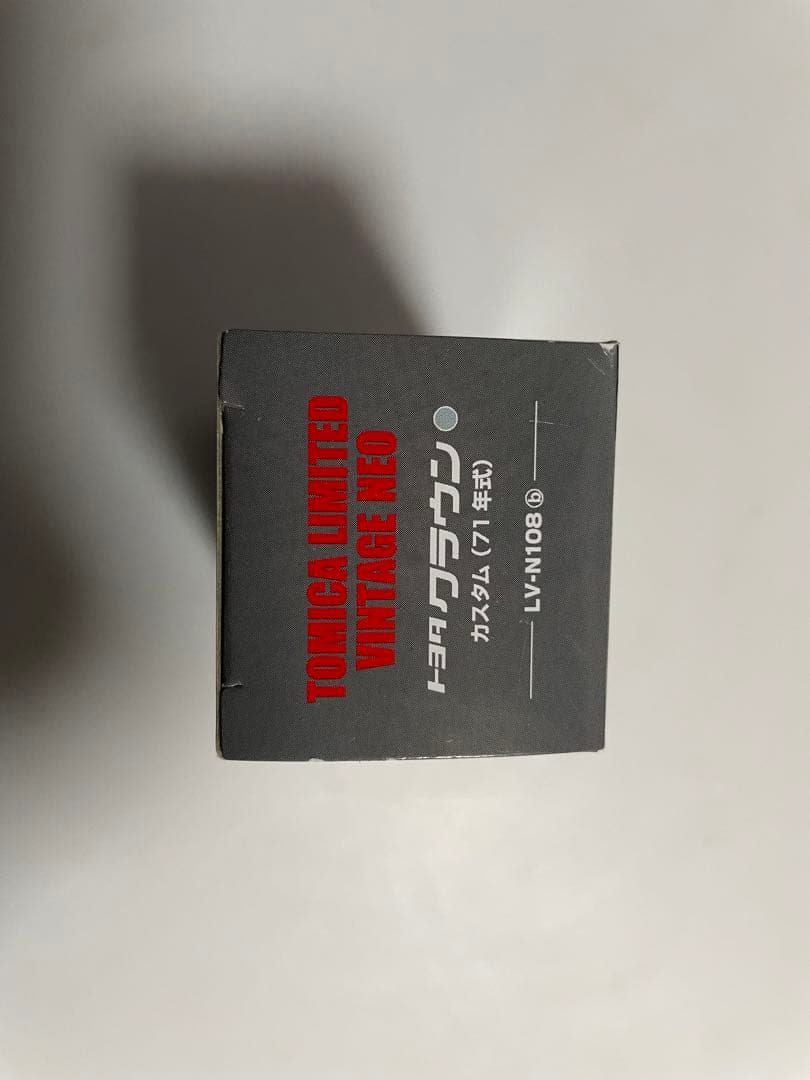 TOMICA LIMITED
VINTAGE NEO
トヨタ クラウン
カスタム（71年式）
LV-N108ⓑ